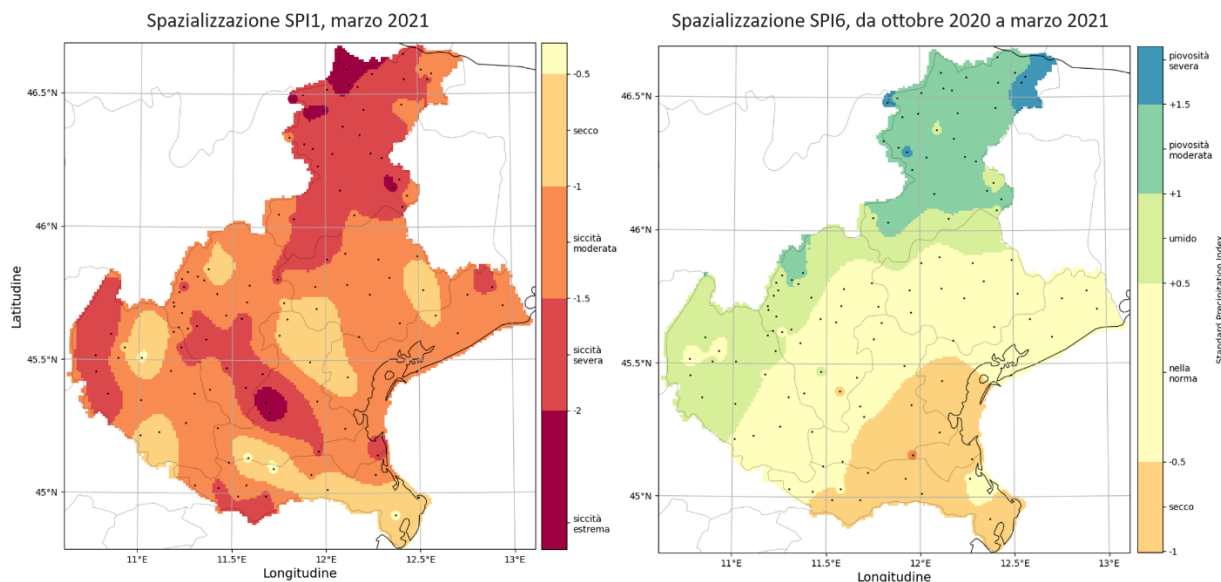 Spazializzazione SPI1, marzo 2021
46.5°N
46°N
45.5°N
45°N
Latitudine
11°E
11.5°E
12°E
12.5°E
13°E
Longitudine
-0.5
secco
-1
siccità
moderata
-1.5
siccità
severa
-2
siccità
estrema
Spazializzazione SPI6, da ottobre 2020 a marzo 2021
46.5°N
46°N
45.5°N
45°N
11°E
11.5°E
12°E
12.5°E
13°E
Longitudine
piovosità
severa
+1.5
piovosità
moderata
+1
umido
+0.5
nella
norma
-0.5
secco
-1
Standard Precipitation Index